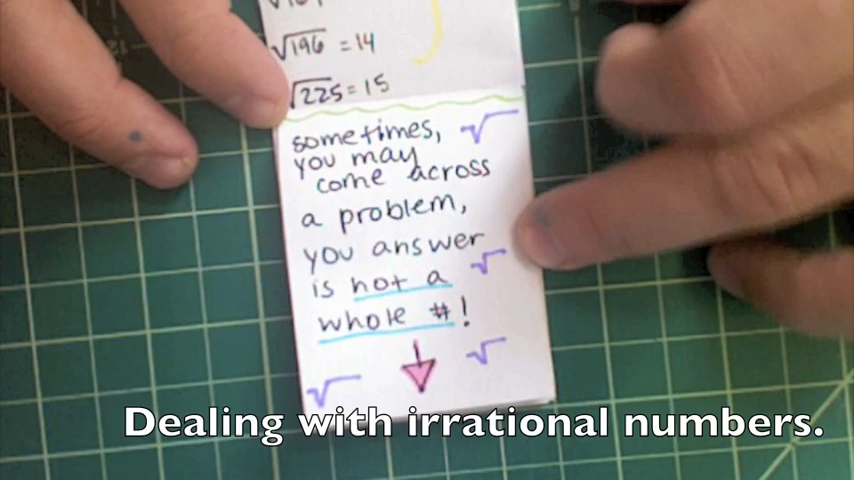 √196 = 14
√225 = 15
sometimes,
you may
come across
a problem,
you answer
is not a
whole #!
Dealing with irrational numbers.